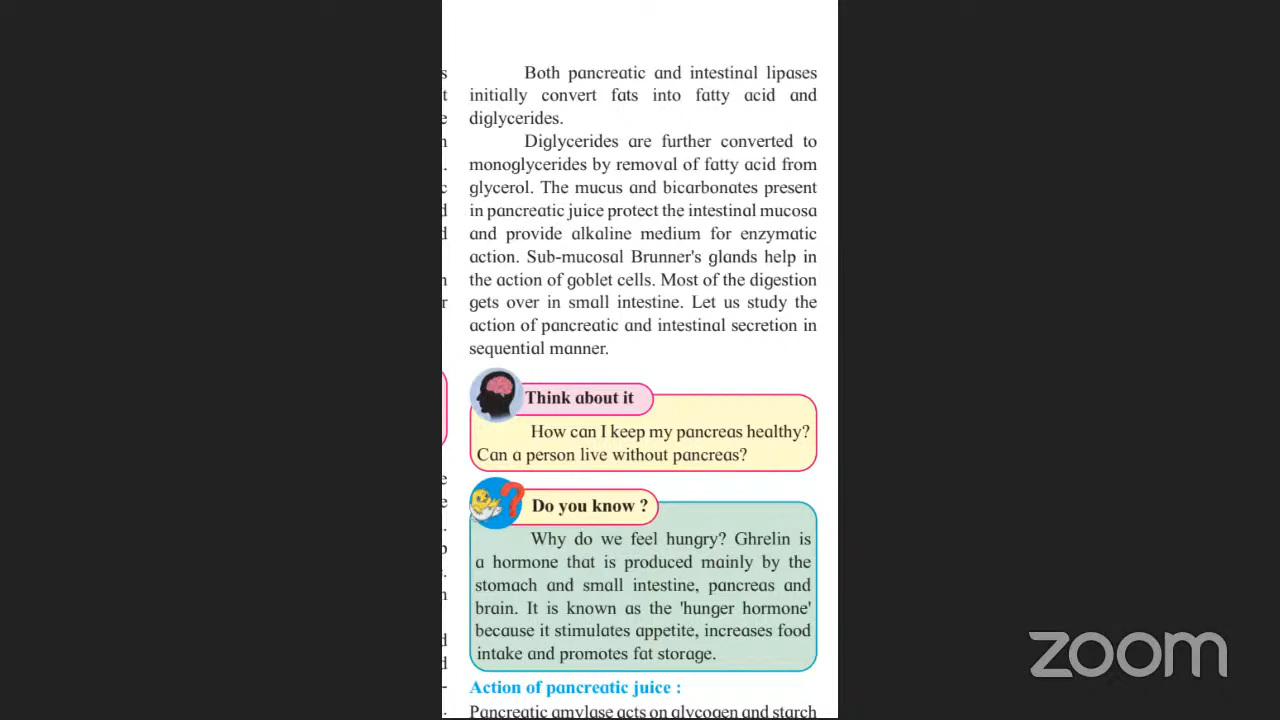 Both pancreatic and intestinal lipases
initially convert fats into fatty acid and
diglycerides.
Diglycerides are further converted to
monoglycerides by removal of fatty acid from
glycerol. The mucus and bicarbonates present
in pancreatic juice protect the intestinal mucosa
and provide alkaline medium for enzymatic
action. Sub-mucosal Brunner's glands help in
the action of goblet cells. Most of the digestion
gets over in small intestine. Let us study the
action of pancreatic and intestinal secretion in
sequential manner.
Think about it
How can I keep my pancreas healthy?
Can a person live without pancreas?
Do you know ?
Why do we feel hungry? Ghrelin is
a hormone that is produced mainly by the
stomach and small intestine, pancreas and
brain. It is known as the 'hunger hormone'
because it stimulates appetite, increases food
intake and promotes fat storage.
Action of pancreatic juice :
Pancreatic amylase acts on glycogen and starch
zoom